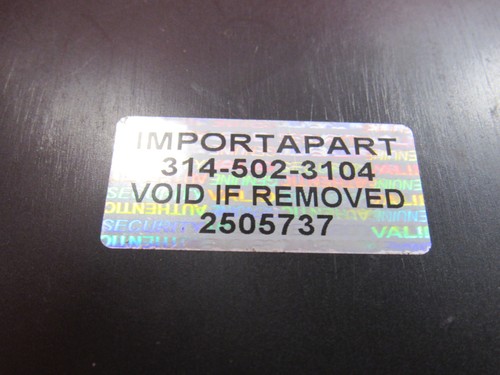 IMPORTAPART
314-502-3104
VOID IF REMOVED
2505737